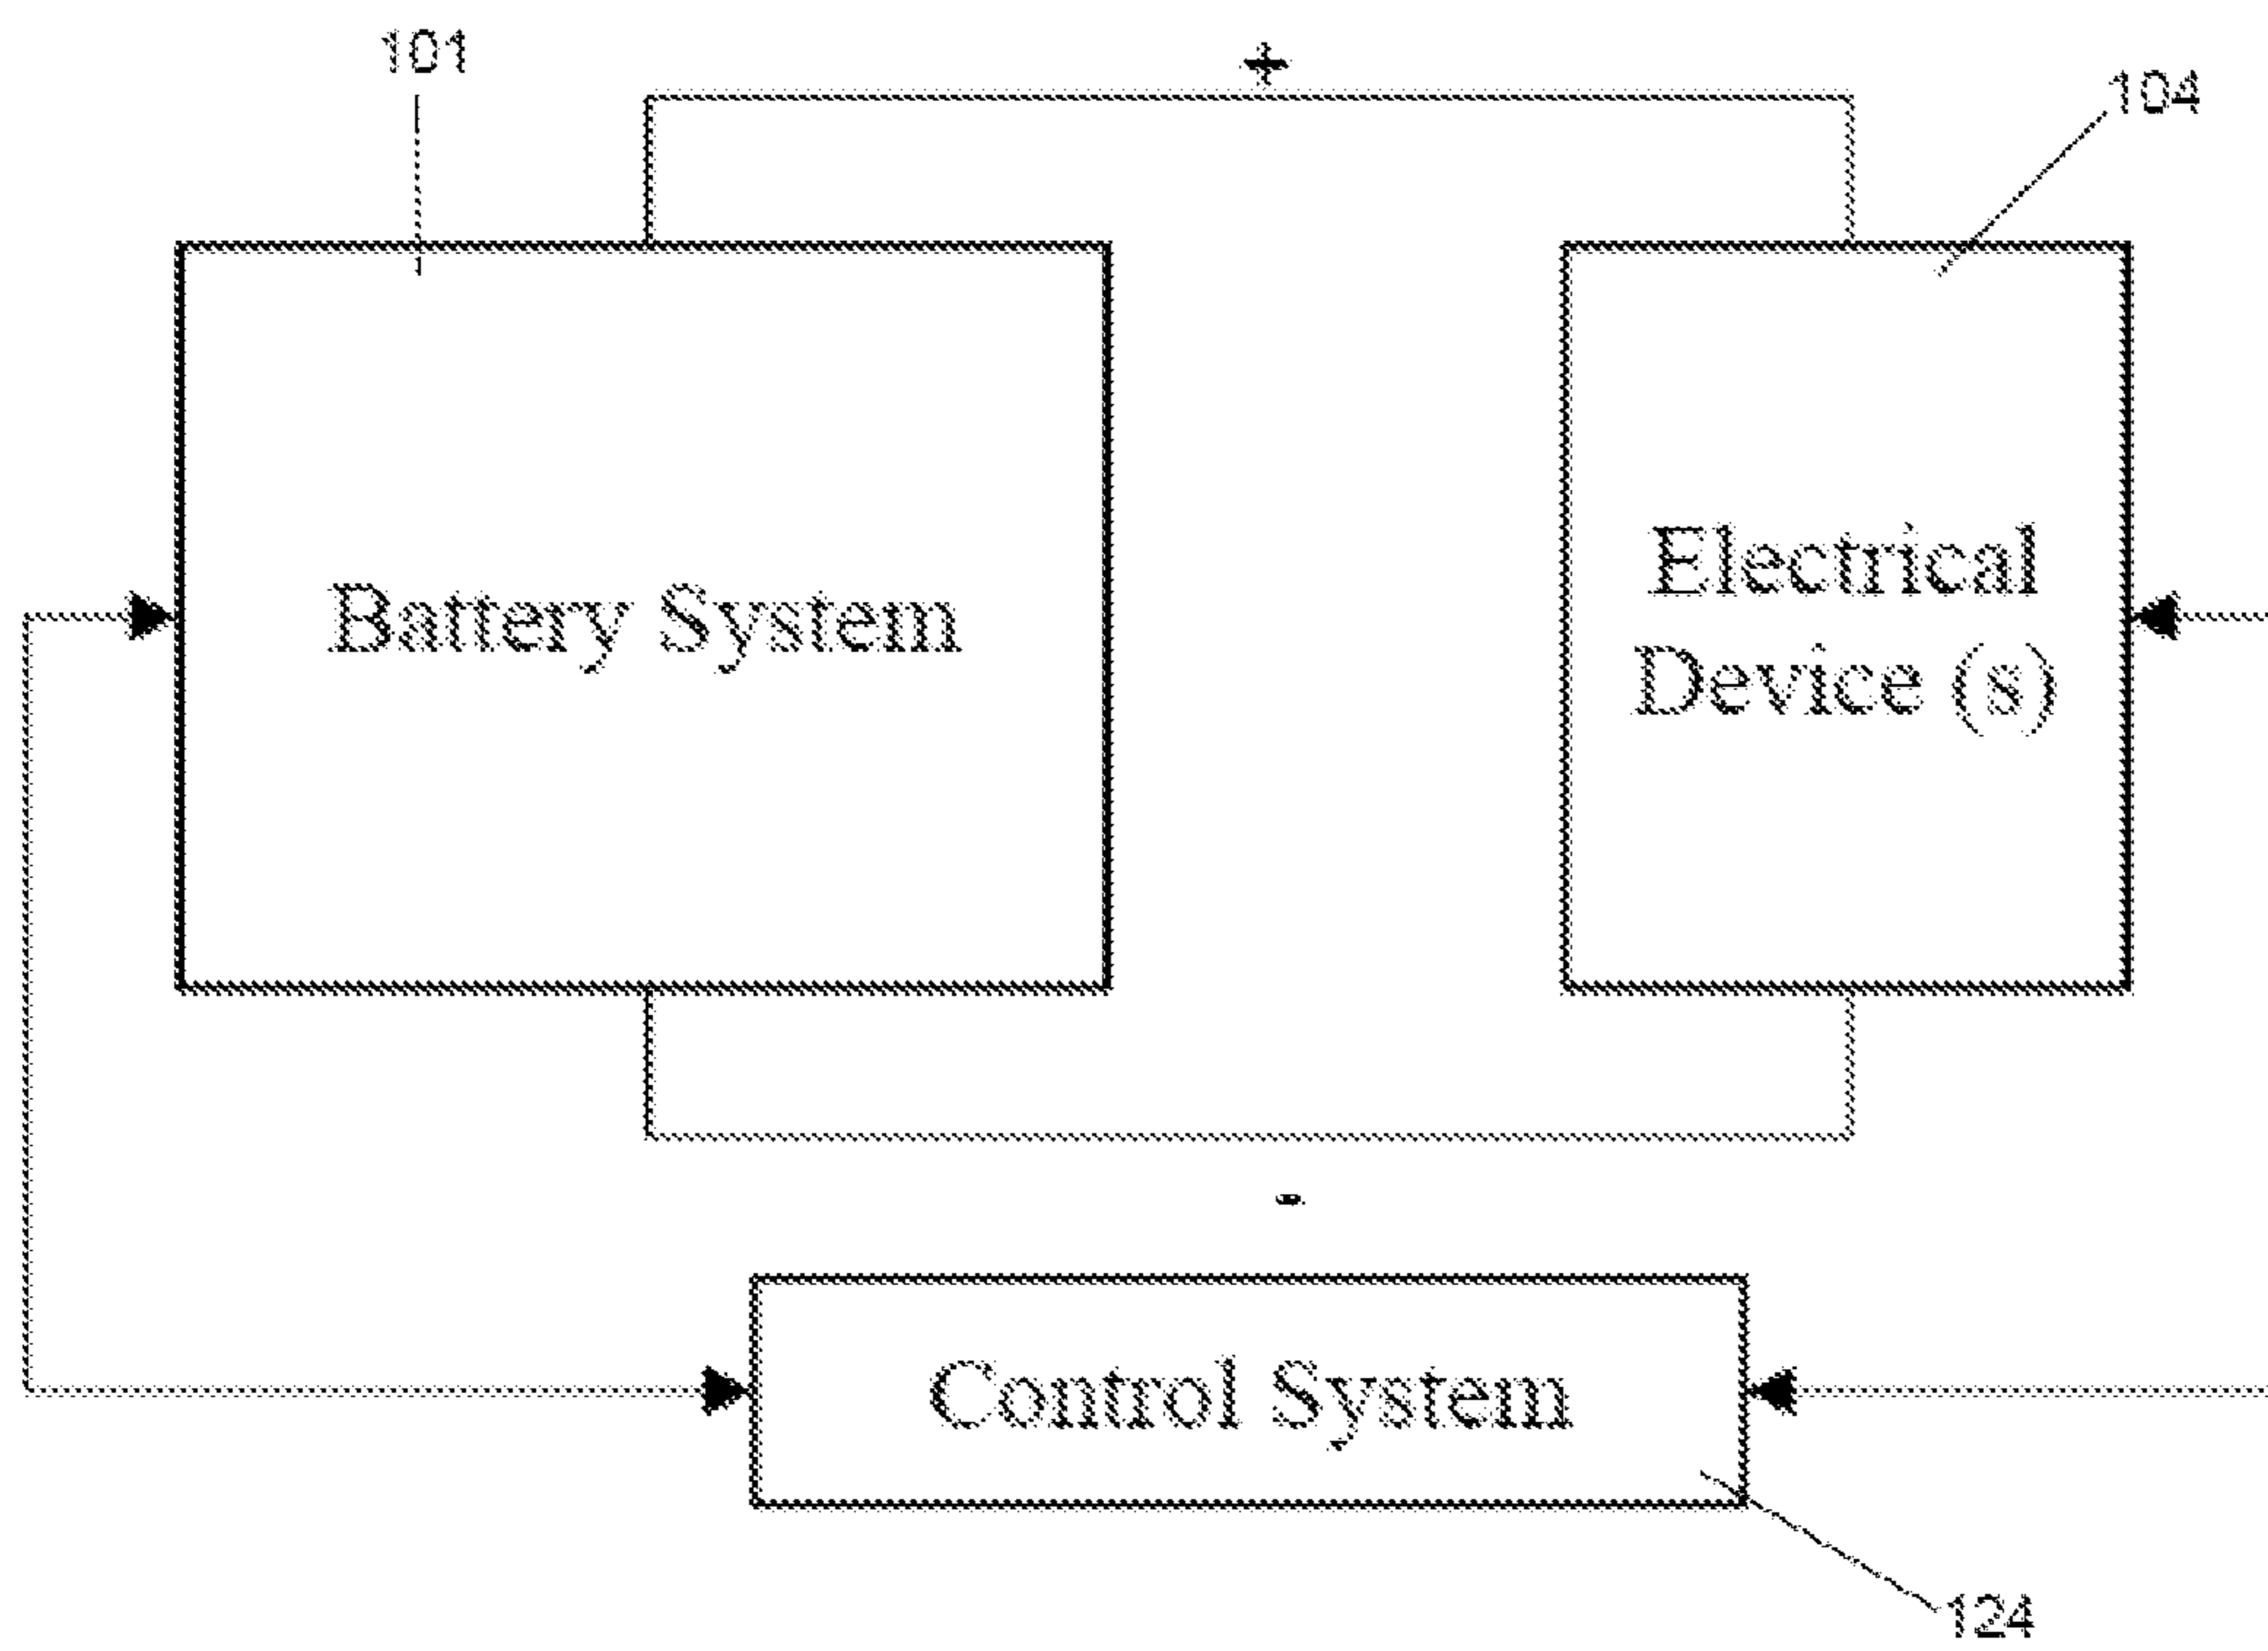 101
+
104
Battery System
Electrical
Device (s)
-
Control System
124